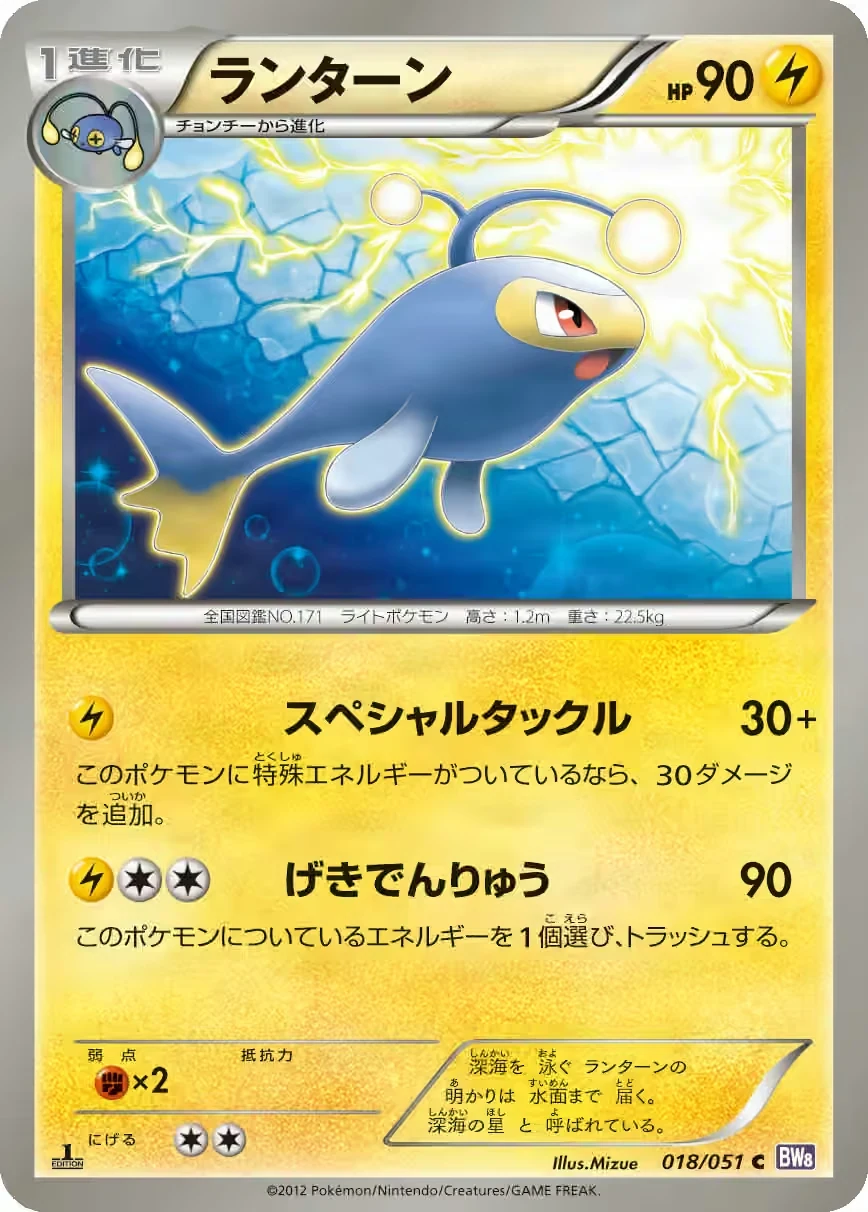 1進化
ランターン
HP90
チョンチーから進化
全国図鑑NO.171 ライトポケモン 高さ:1.2m 重さ:22.5kg
スペシャルタックル 30+
このポケモンに特殊エネルギーがついているなら、30ダメージ
を追加。
げきでんりゅう 90
このポケモンについているエネルギーを1個選び、トラッシュする。
弱点 抵抗力
×2
にげる
深海を 泳ぐ ランターンの
明かりは 水面まで 届く。
深海の星 と 呼ばれている。
1 EDITION
Illus.Mizue 018/051 C BW8
©2012 Pokémon/Nintendo/Creatures/GAME FREAK.